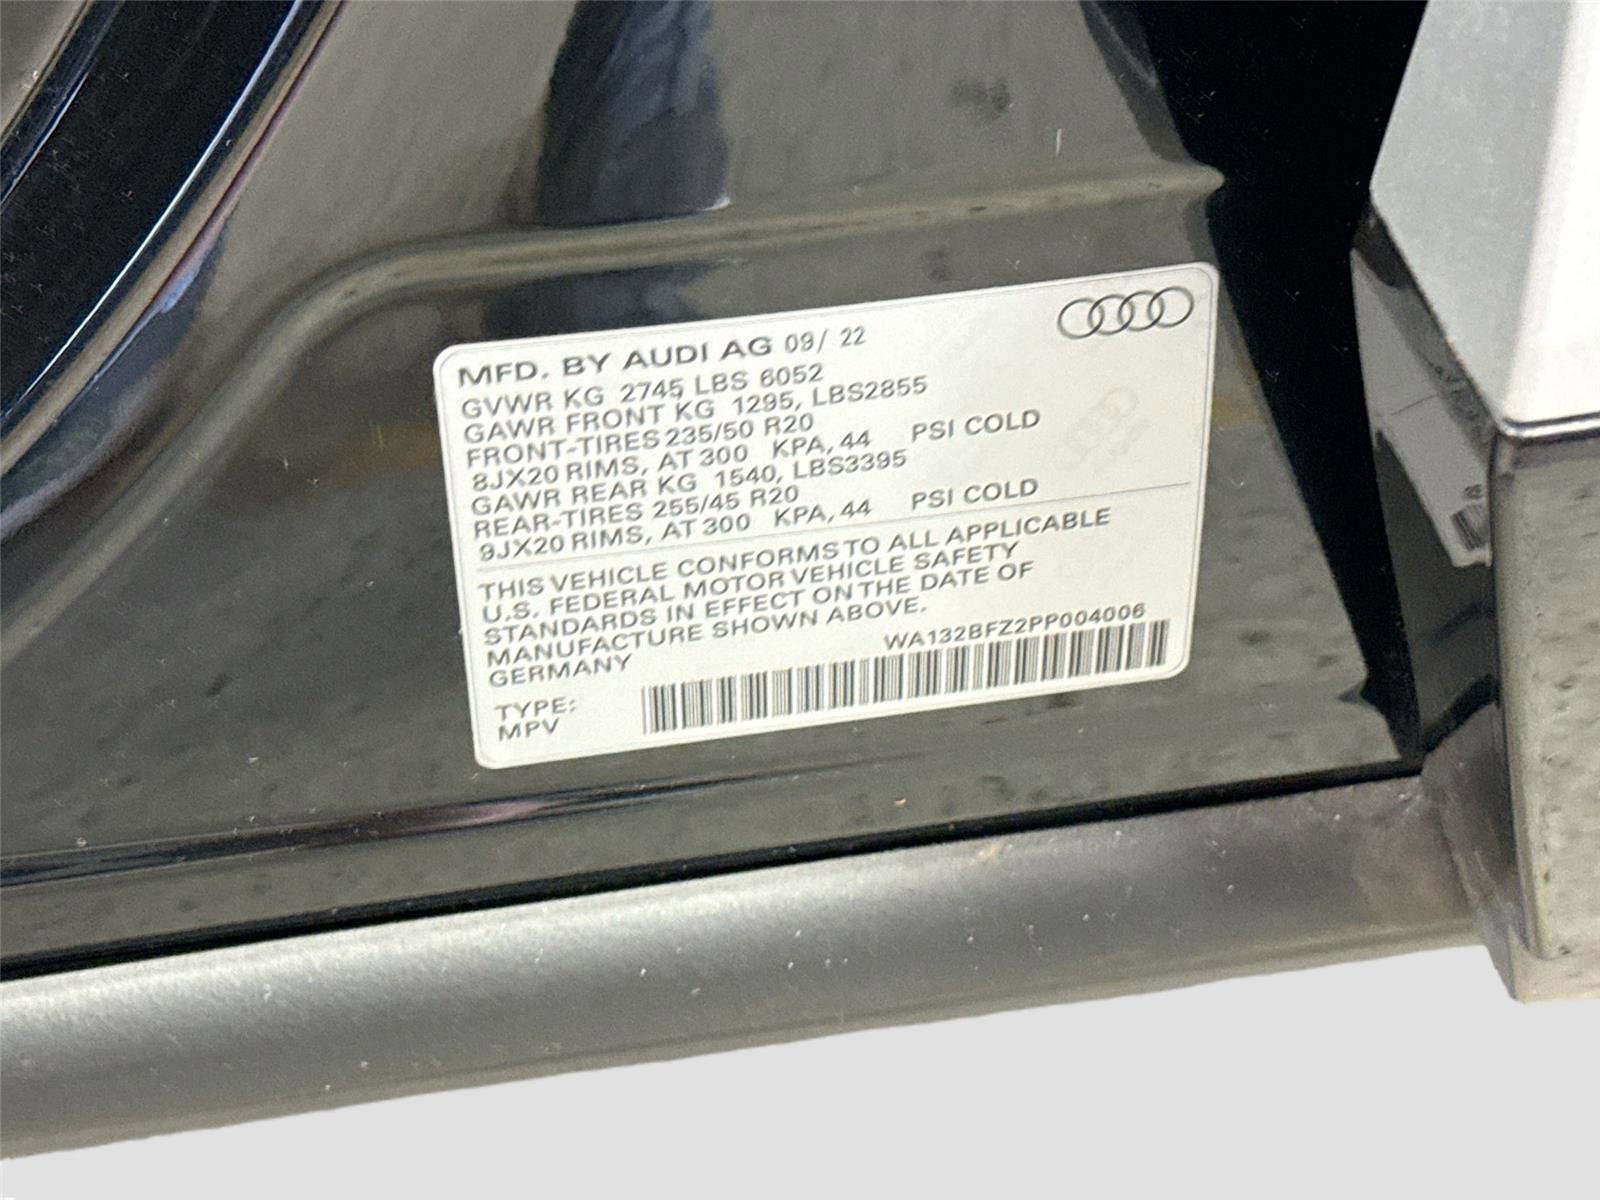 MFD. BY AUDI AG 09/ 22
GVWR KG 2745 LBS 6052
GAWR FRONT KG 1295, LBS2855
FRONT-TIRES 235/50 R20
8JX20 RIMS, AT 300 KPA, 44 PSI COLD
GAWR REAR KG 1540, LBS3395
REAR-TIRES 255/45 R20
9JX20 RIMS, AT 300 KPA, 44 PSI COLD
THIS VEHICLE CONFORMS TO ALL APPLICABLE
U.S. FEDERAL MOTOR VEHICLE SAFETY
STANDARDS IN EFFECT ON THE DATE OF
MANUFACTURE SHOWN ABOVE.
GERMANY
WA132BFZ2PP004006
TYPE:
MPV